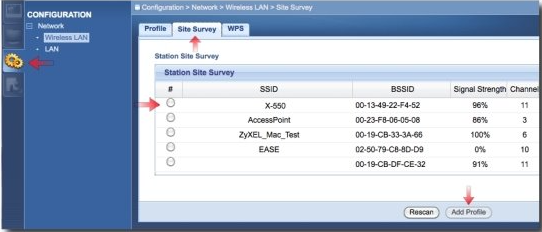 CONFIGURATION
Network
Wireless LAN
LAN
Configuration > Network > Wireless LAN > Site Survey
Profile Site Survey WPS
Station Site Survey
Station Site Survey
# SSID BSSID Signal Strength Channel
X-550 00-13-49-22-F4-52 96% 11
AccessPoint 00-23-F8-06-05-08 86% 3
ZyXEL_Mac_Test 00-19-CB-33-3A-66 100% 6
EASE 02-50-79-C8-8D-D9 0% 10
00-19-CB-DF-CE-32 91% 11
Rescan Add Profile